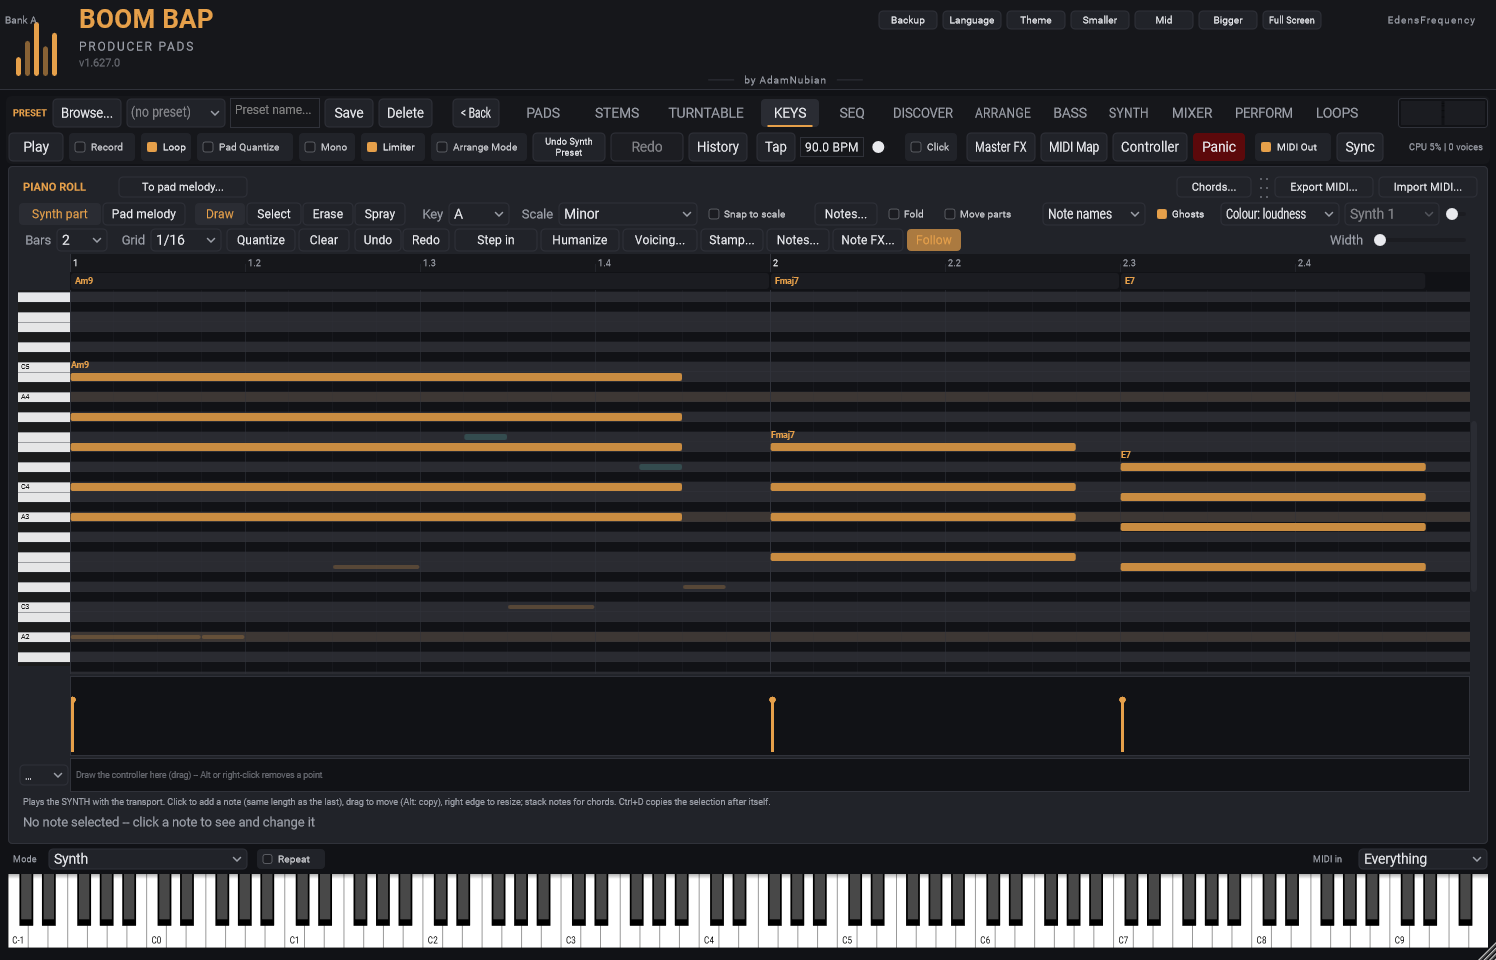 Bank A
BOOM BAP
PRODUCER PADS
v1.627.0
Backup Language Theme Smaller Mid Bigger Full Screen EdensFrequency
by AdamNubian
PRESET Browse... (no preset) Preset name... Save Delete < Back PADS STEMS TURNTABLE KEYS SEQ DISCOVER ARRANGE BASS SYNTH MIXER PERFORM LOOPS
Play Record Loop Pad Quantize Mono Limiter Arrange Mode Undo Synth Preset Redo History Tap 90.0 BPM Click Master FX MIDI Map Controller Panic MIDI Out Sync CPU 5% | 0 voices
PIANO ROLL To pad melody... Chords... Export MIDI... Import MIDI...
Synth part Pad melody Draw Select Erase Spray Key A Scale Minor Snap to scale Notes... Fold Move parts Note names Ghosts Colour: loudness Synth 1
Bars 2 Grid 1/16 Quantize Clear Undo Redo Step in Humanize Voicing... Stamp... Notes... Note FX... Follow Width
1 1.2 1.3 1.4 2 2.2 2.3 2.4
Am9 Fmaj7 E7
C5 Am9
A4
Fmaj7
E7
C4
A3
C3
A2
... Draw the controller here (drag) – Alt or right-click removes a point
Plays the SYNTH with the transport. Click to add a note (same length as the last), drag to move (Alt: copy), right edge to resize; stack notes for chords. Ctrl+D copies the selection after itself.
No note selected – click a note to see and change it
Mode Synth Repeat MIDI in Everything
C-1 C0 C1 C2 C3 C4 C5 C6 C7 C8 C9